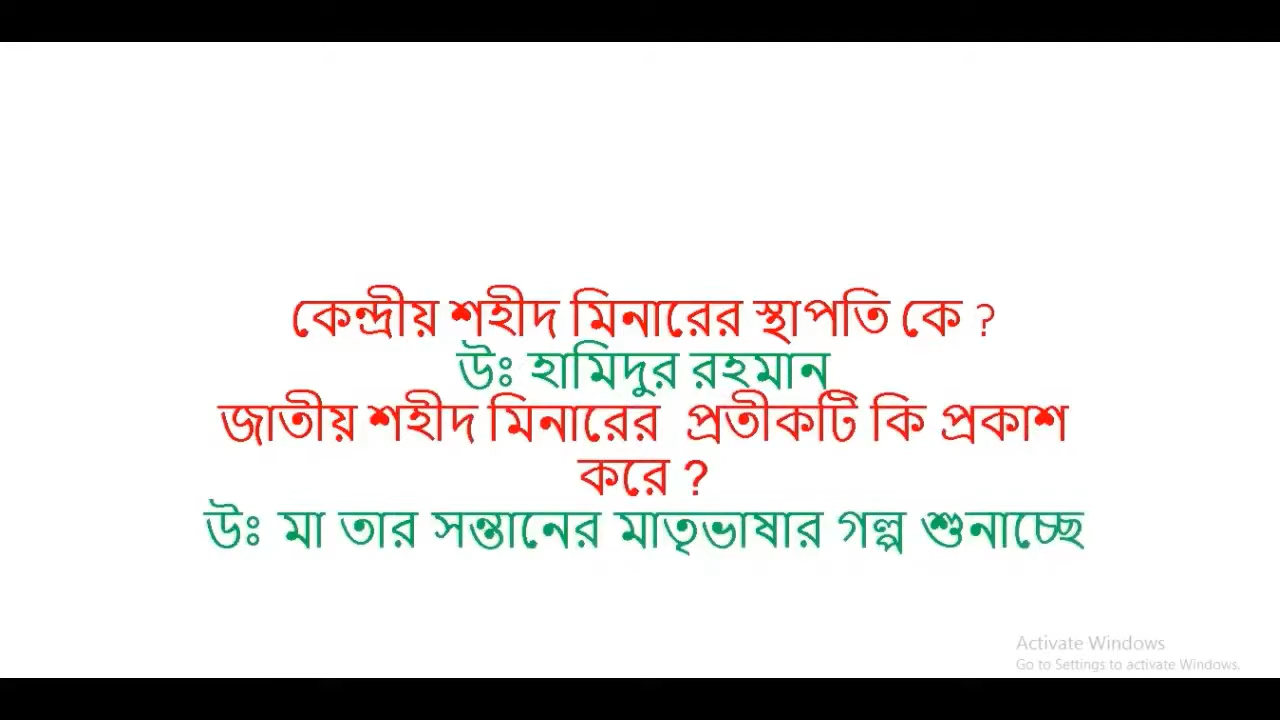 কেন্দ্রীয় শহীদ মিনারের স্থাপতি কে ?
উঃ হামিদুর রহমান
জাতীয় শহীদ মিনারের প্রতীকটি কি প্রকাশ
করে ?
উঃ মা তার সন্তানের মাতৃভাষার গল্প শুনাচ্ছে
Activate Windows
Go to Settings to activate Windows.